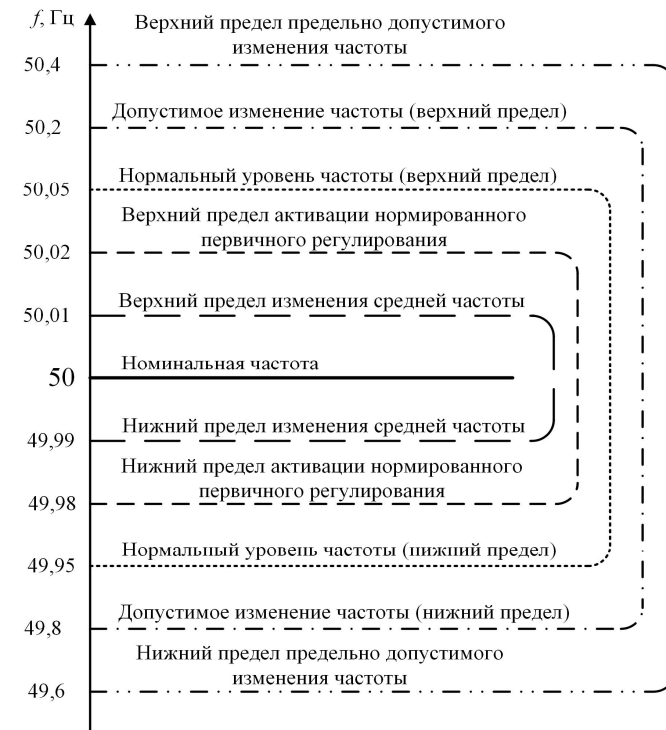 f, Гц
Верхний предел предельно допустимого
изменения частоты
50,4
Допустимое изменение частоты (верхний предел)
50,2
Нормальный уровень частоты (верхний предел)
50,05
Верхний предел активации нормированного
первичного регулирования
50,02
Верхний предел изменения средней частоты
50,01
Номинальная частота
50
Нижний предел изменения средней частоты
49,99
Нижний предел активации нормированного
первичного регулирования
49,98
Нормальный уровень частоты (нижний предел)
49,95
Допустимое изменение частоты (нижний предел)
49,8
Нижний предел предельно допустимого
изменения частоты
49,6